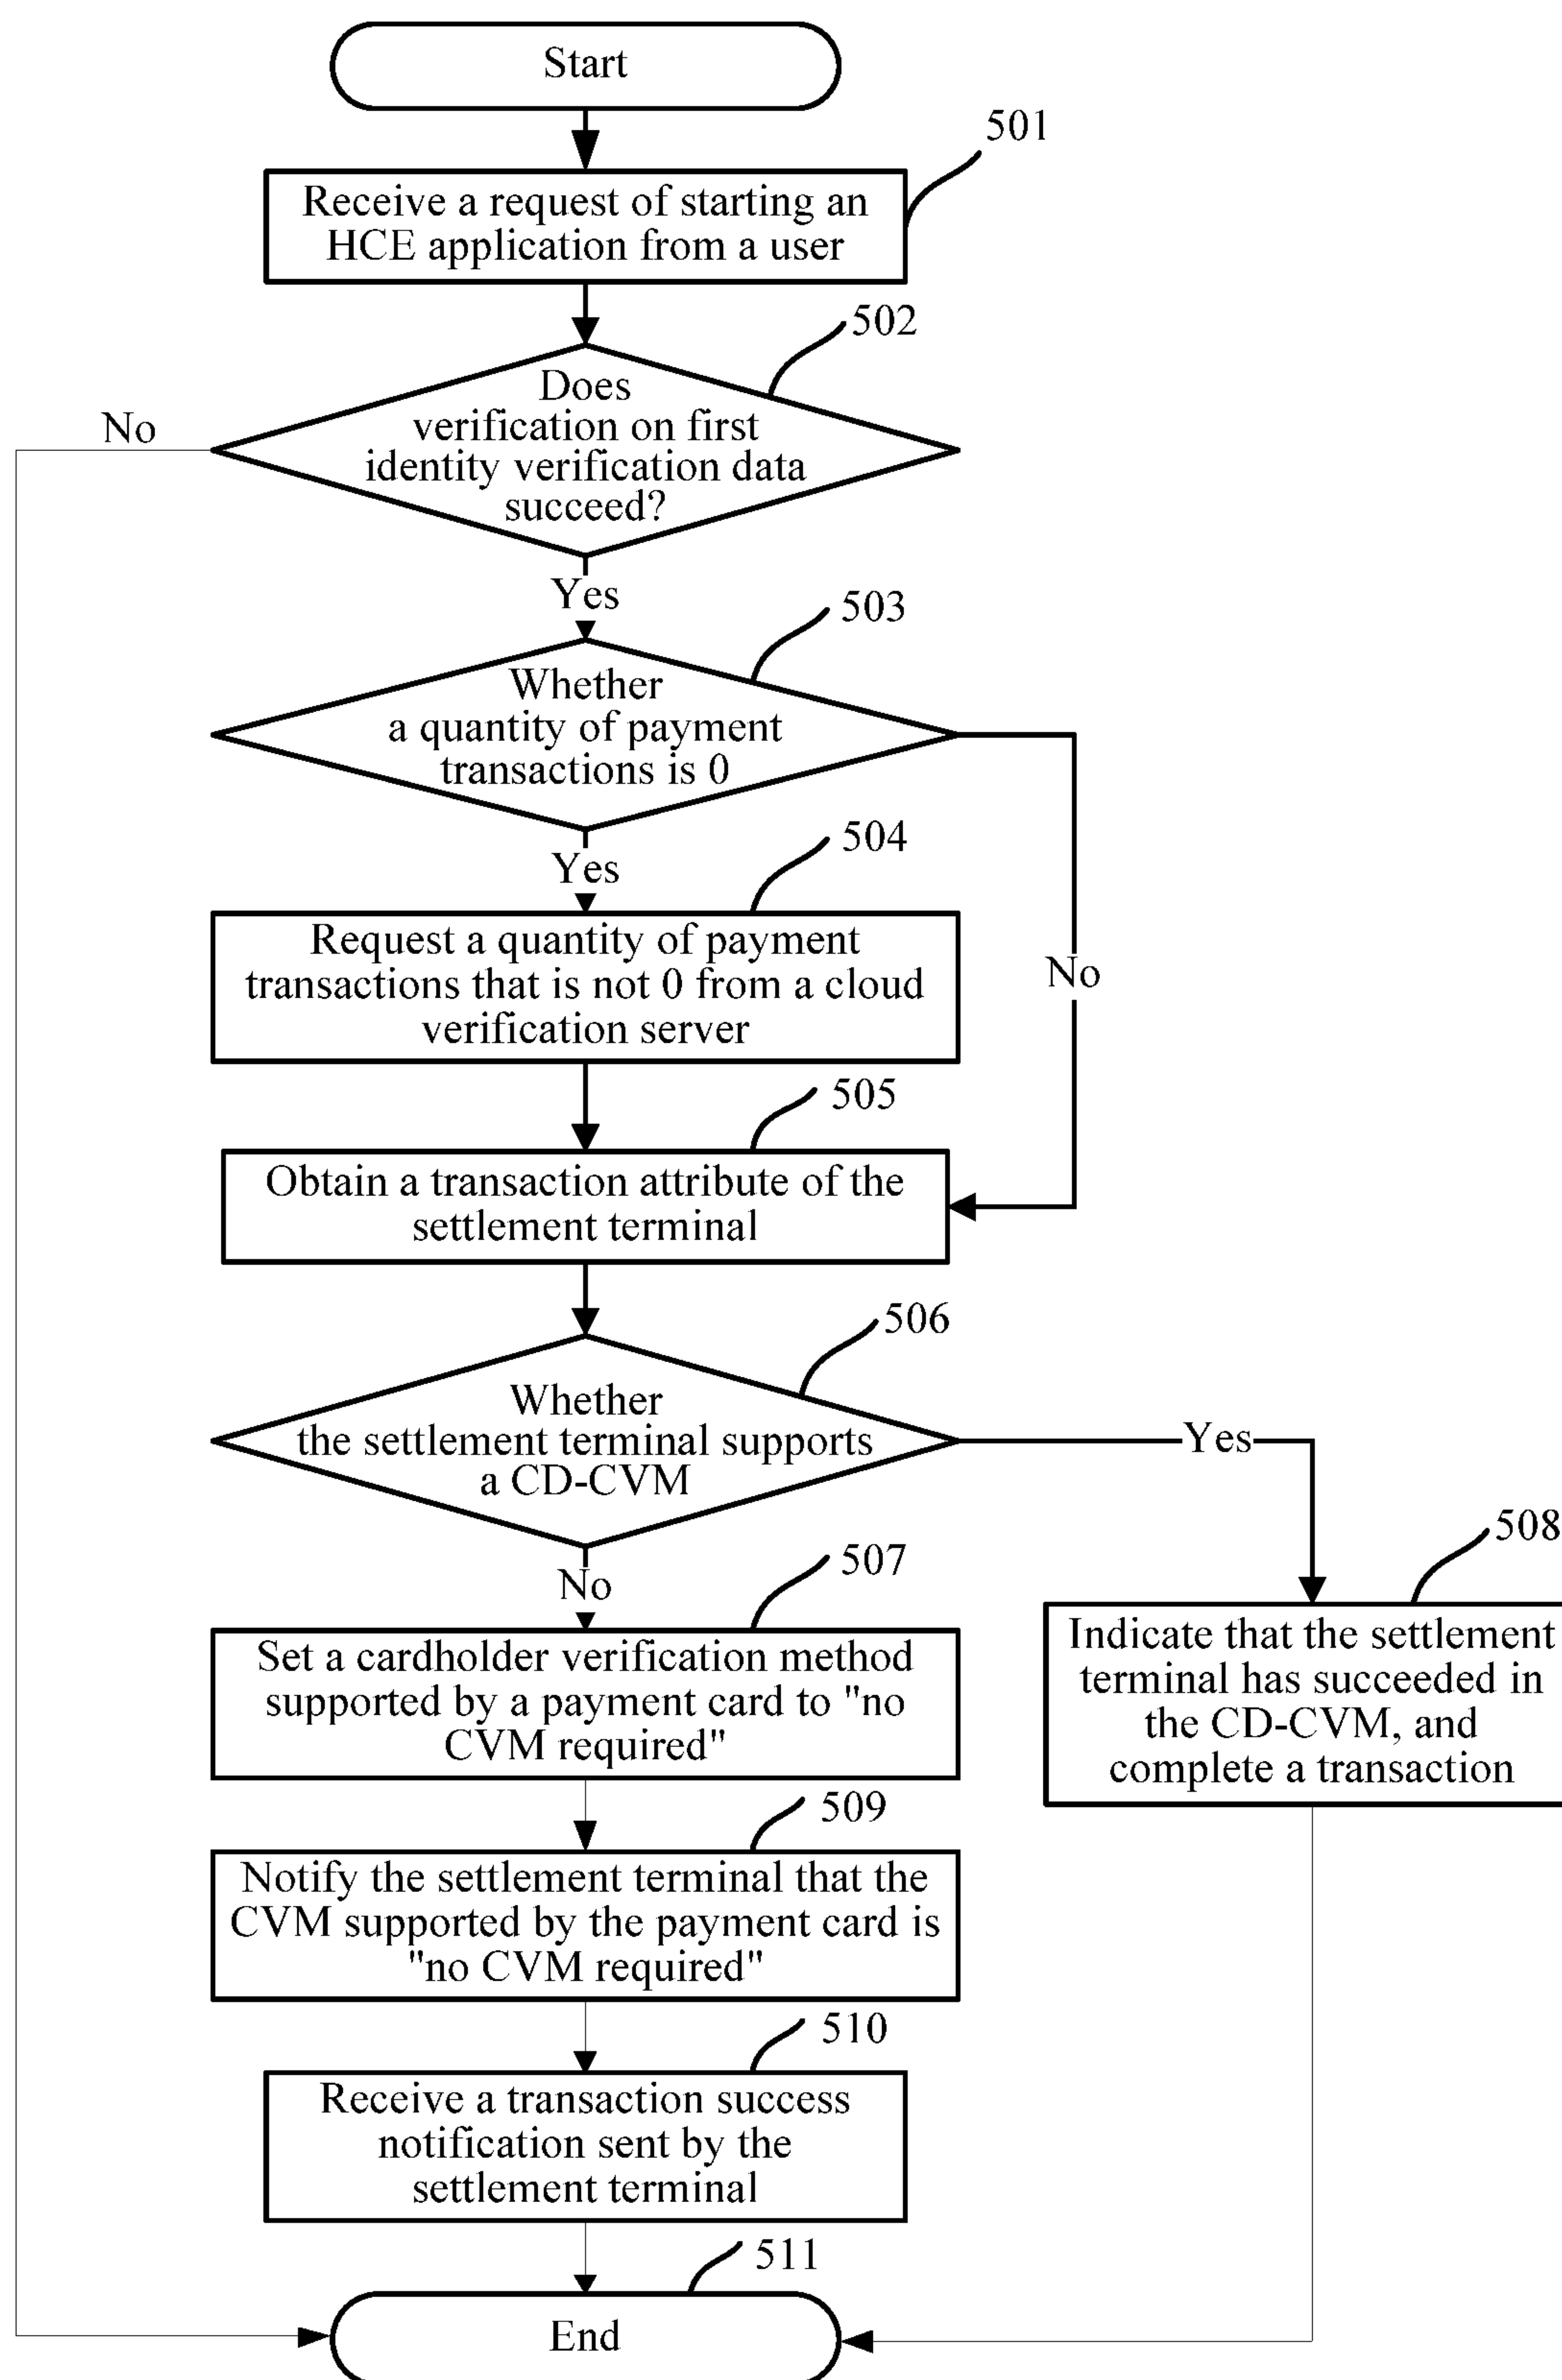 Start
501
Receive a request of starting an
HCE application from a user
502
Does
verification on first
identity verification data
succeed?
No
Yes
503
Whether
a quantity of payment
transactions is 0
Yes
504
Request a quantity of payment
transactions that is not 0 from a cloud
verification server
No
505
Obtain a transaction attribute of the
settlement terminal
506
Whether
the settlement terminal supports
a CD-CVM
Yes
No
507
Set a cardholder verification method
supported by a payment card to "no
CVM required"
508
Indicate that the settlement
terminal has succeeded in
the CD-CVM, and
complete a transaction
509
Notify the settlement terminal that the
CVM supported by the payment card is
"no CVM required"
510
Receive a transaction success
notification sent by the
settlement terminal
511
End